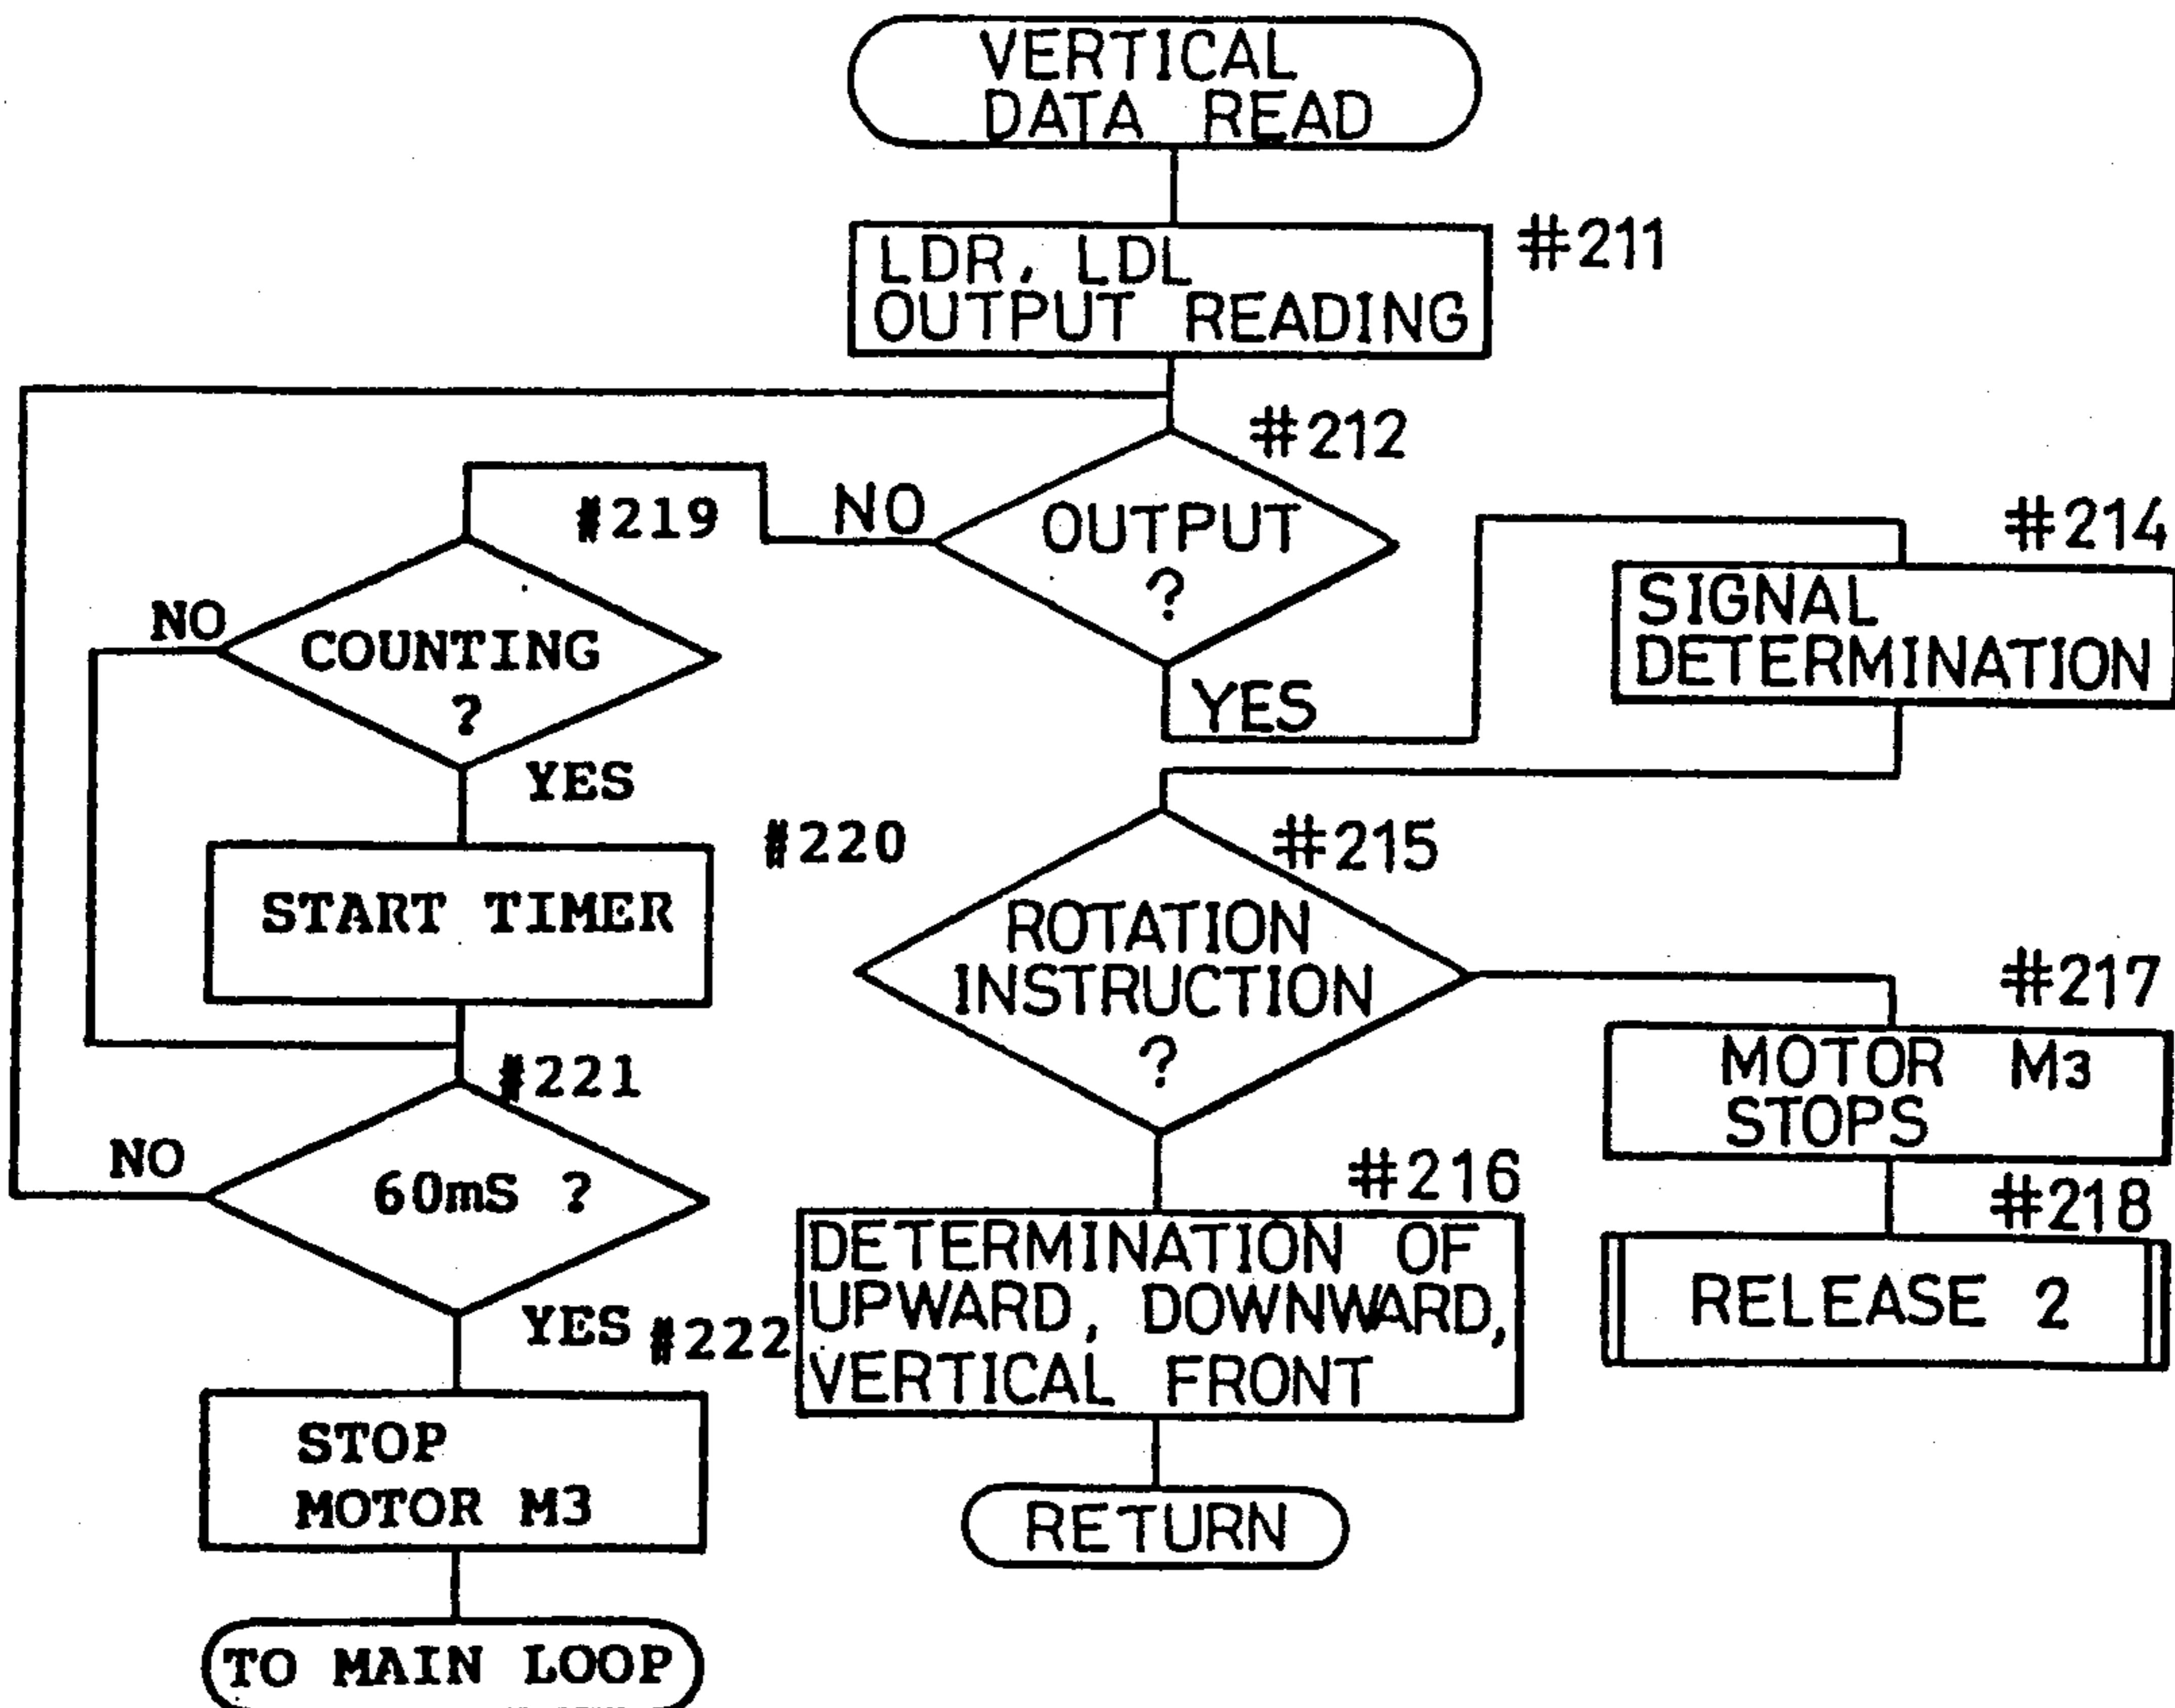 VERTICAL
DATA READ
LDR, LDL
OUTPUT READING
#211
#212
OUTPUT
?
NO
YES
#214
SIGNAL
DETERMINATION
#219
COUNTING
?
NO
YES
#220
START TIMER
#221
60mS ?
NO
YES
#222
STOP
MOTOR M3
TO MAIN LOOP
#215
ROTATION
INSTRUCTION
?
#216
DETERMINATION OF
UPWARD, DOWNWARD,
VERTICAL FRONT
RETURN
#217
MOTOR M3
STOPS
#218
RELEASE 2